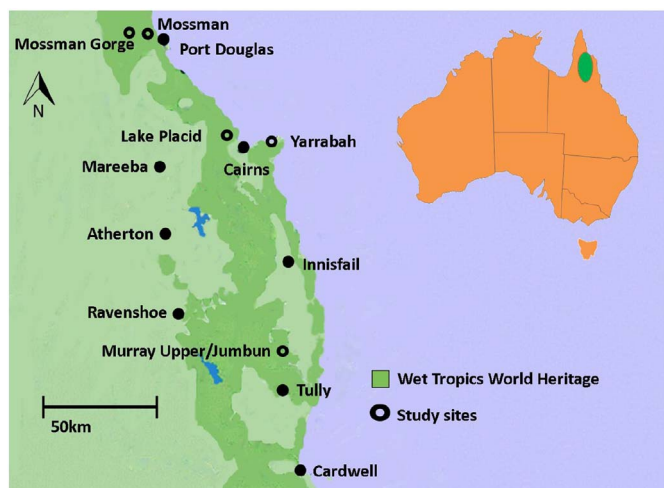 Mossman
Mossman Gorge
Port Douglas
N
Lake Placid
Yarrabah
Cairns
Mareeba
Atherton
Innisfail
Ravenshoe
Murray Upper/Jumbun
Wet Tropics World Heritage
Tully
50km
Study sites
Cardwell